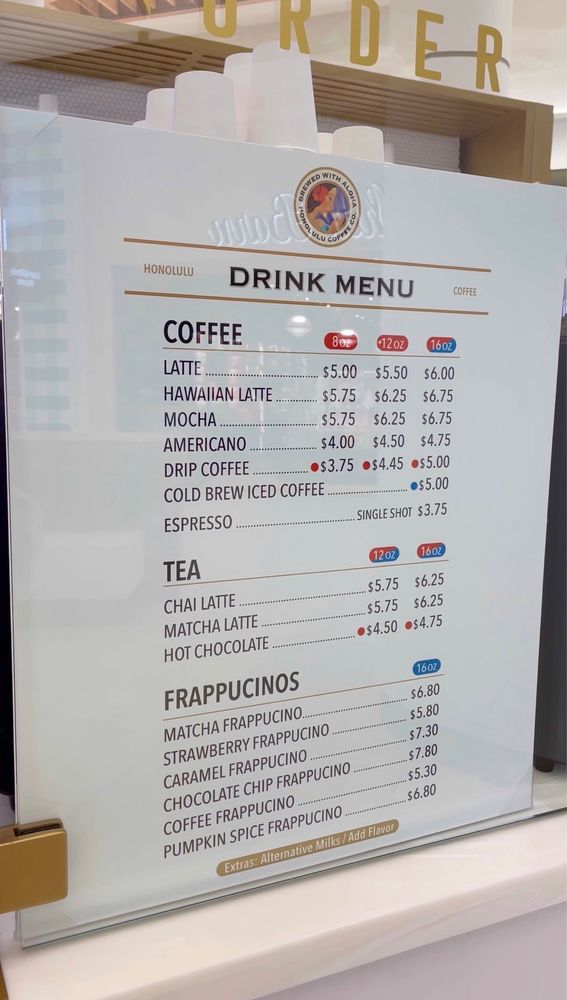 ORDER
BREWED WITH ALOHA
HONOLULU COFFEE CO.
HONOLULU DRINK MENU COFFEE
COFFEE 8oz 12oz 16oz
LATTE $5.00 $5.50 $6.00
HAWAIIAN LATTE $5.75 $6.25 $6.75
MOCHA $5.75 $6.25 $6.75
AMERICANO $4.00 $4.50 $4.75
DRIP COFFEE $3.75 $4.45 $5.00
COLD BREW ICED COFFEE $5.00
ESPRESSO SINGLE SHOT $3.75
TEA 12oz 16oz
CHAI LATTE $5.75 $6.25
MATCHA LATTE $5.75 $6.25
HOT CHOCOLATE $4.50 $4.75
FRAPPUCINOS 16oz
MATCHA FRAPPUCINO $6.80
STRAWBERRY FRAPPUCINO $5.80
CARAMEL FRAPPUCINO $7.30
CHOCOLATE CHIP FRAPPUCINO $7.80
COFFEE FRAPPUCINO $5.30
PUMPKIN SPICE FRAPPUCINO $6.80
Extras: Alternative Milks / Add Flavor